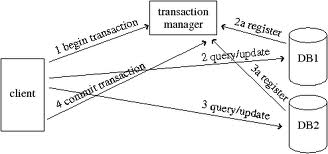 transaction
manager
1 begin transaction
2a register
2 query/update
DB1
client
4 commit transaction
3a register
3 query/update
DB2